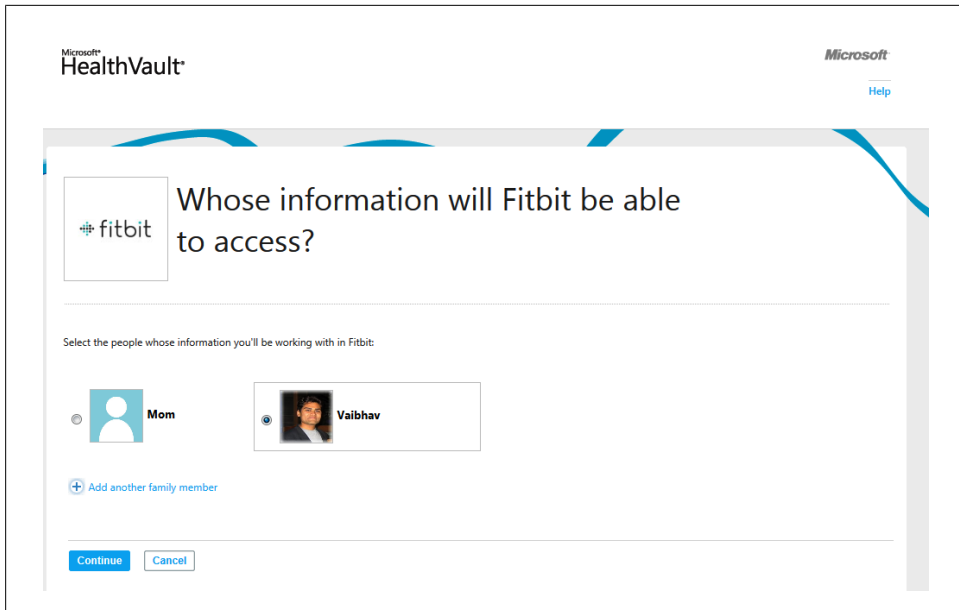 Microsoft®
HealthVault®
Microsoft
Help
fitbit
Whose information will Fitbit be able
to access?
Select the people whose information you'll be working with in Fitbit:
Mom
Vaibhav
Add another family member
Continue
Cancel